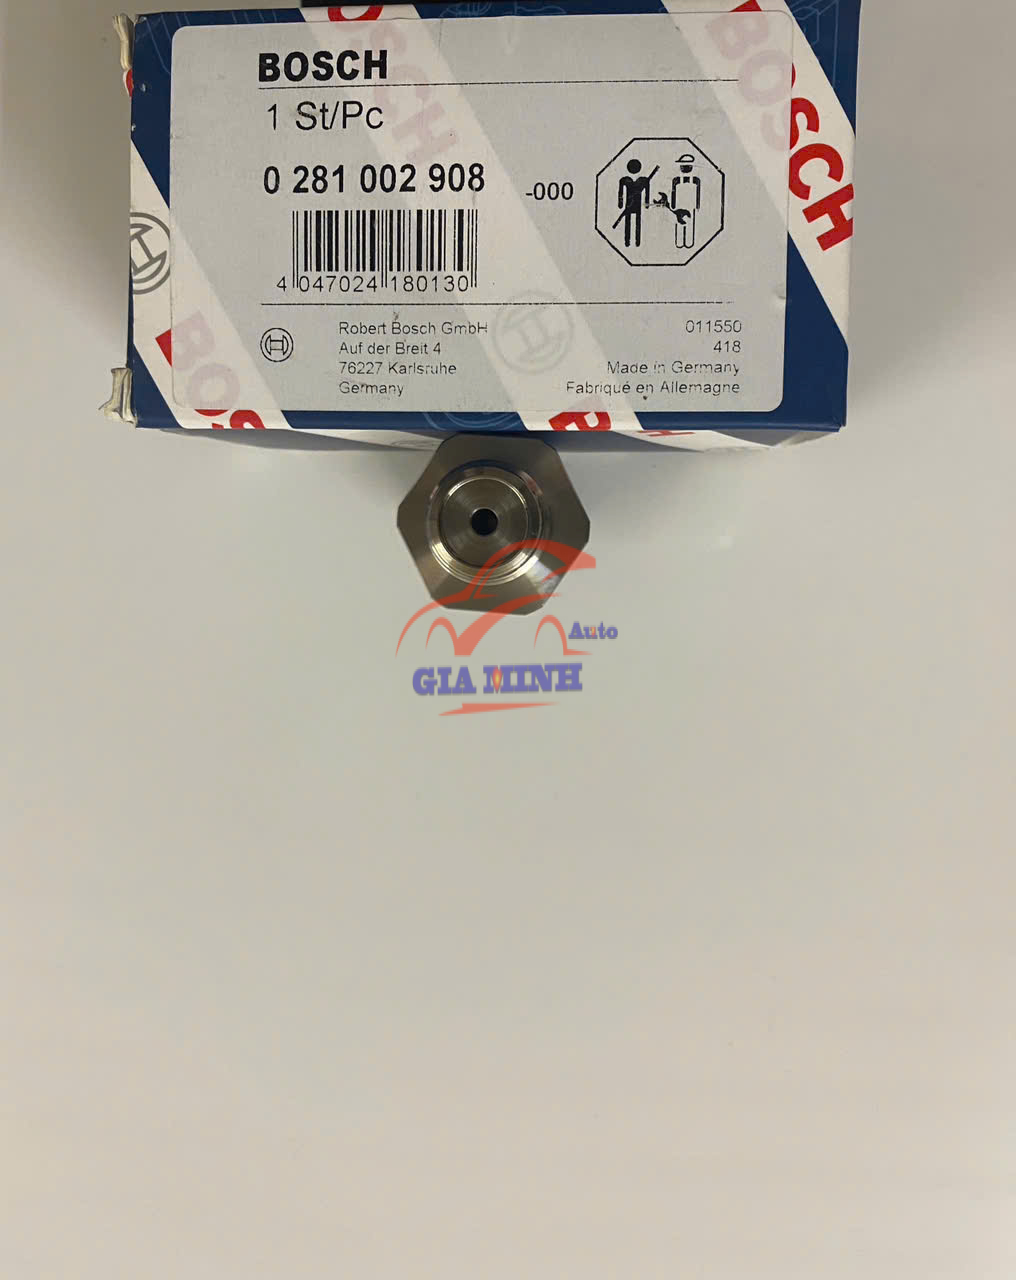 BOSCH
BOSCH
BOSCH
1 St/Pc
0 281 002 908
-000
4 047024 180130
Robert Bosch GmbH
Auf der Breit 4
76227 Karlsruhe
Germany
011550
418
Made in Germany
Fabriqué en Allemagne
BOSCH
Auto
GIA MINH